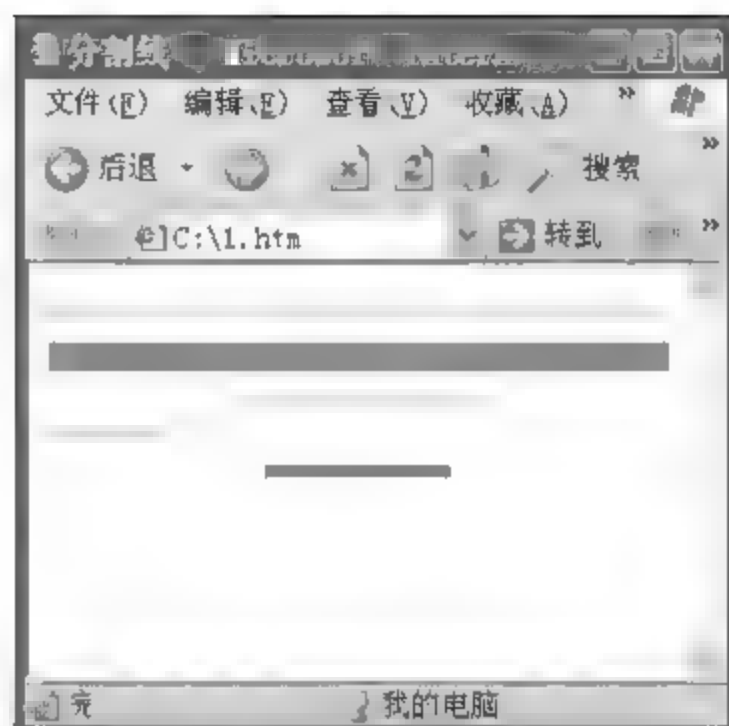 分割线
文件(F) 编辑(E) 查看(V) 收藏(A) »
后退 搜索 »
C:\1.htm 转到 »
完 我的电脑